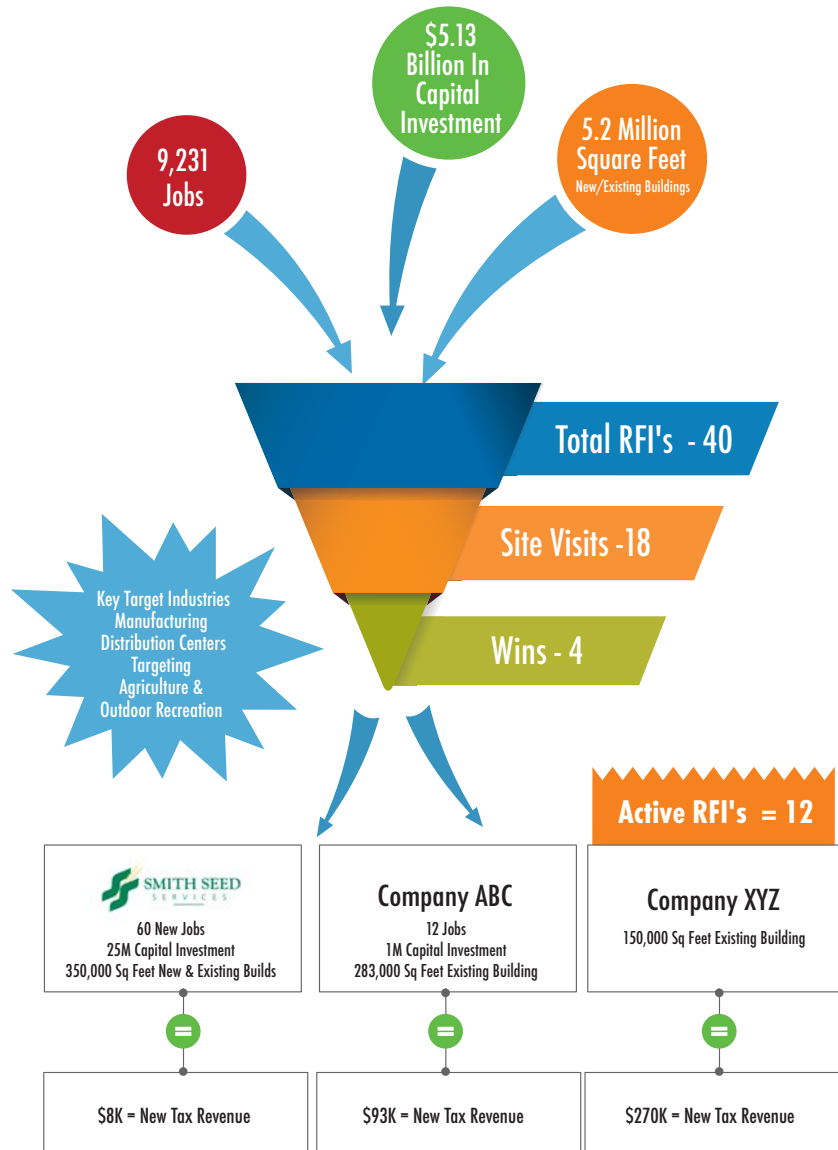 $5.13
Billion In
Capital
Investment
9,231
Jobs
5.2 Million
Square Feet
New/Existing Buildings
Total RFI's - 40
Site Visits -18
Wins - 4
Key Target Industries
Manufacturing
Distribution Centers
Targeting
Agriculture &
Outdoor Recreation
Active RFI's = 12
SMITH SEED
SERVICES
60 New Jobs
25M Capital Investment
350,000 Sq Feet New & Existing Builds
Company ABC
12 Jobs
1M Capital Investment
283,000 Sq Feet Existing Building
Company XYZ
150,000 Sq Feet Existing Building
=
=
=
$8K = New Tax Revenue
$93K = New Tax Revenue
$270K = New Tax Revenue